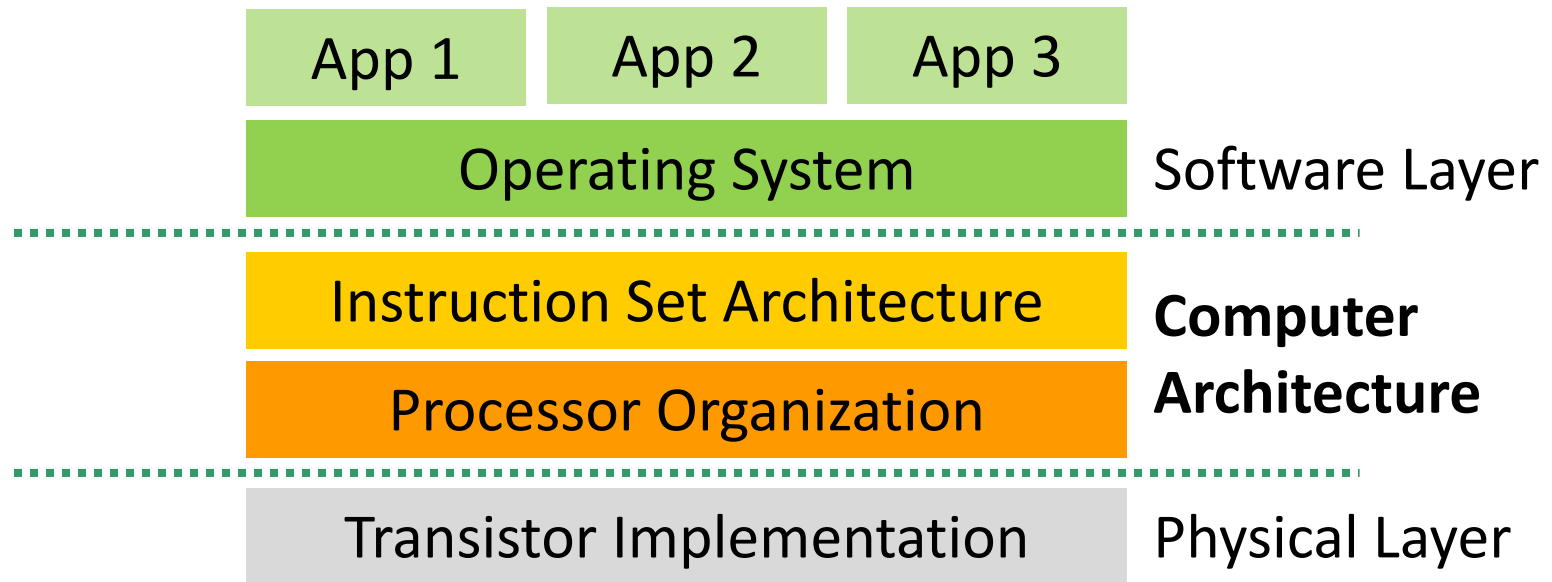 App 1
App 2
App 3
Operating System
Software Layer
Instruction Set Architecture
Computer
Architecture
Processor Organization
Transistor Implementation
Physical Layer